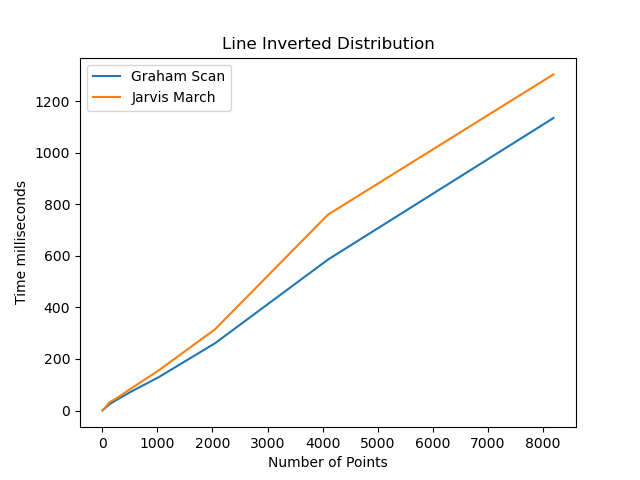 Line Inverted Distribution
Graham Scan
Jarvis March
Time milliseconds
1200
1000
800
600
400
200
0
0 1000 2000 3000 4000 5000 6000 7000 8000
Number of Points